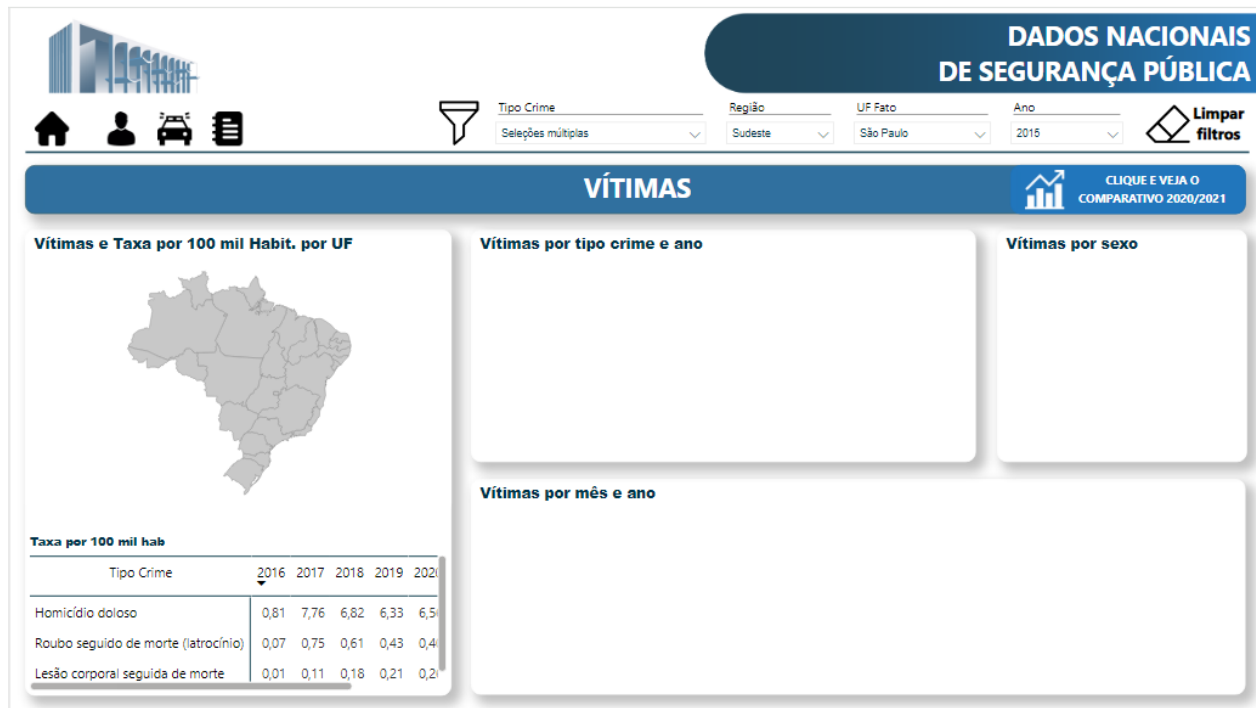 DADOS NACIONAIS
DE SEGURANÇA PÚBLICA
Tipo Crime
Seleções múltiplas
Região
Sudeste
UF Fato
São Paulo
Ano
2015
Limpar
filtros
VÍTIMAS
CLIQUE E VEJA O
COMPARATIVO 2020/2021
Vítimas e Taxa por 100 mil Habit. por UF
Vítimas por tipo crime e ano
Vítimas por sexo
Vítimas por mês e ano
Taxa por 100 mil hab
Tipo Crime 2016 2017 2018 2019 2020
Homicídio doloso 0,81 7,76 6,82 6,33
Roubo seguido de morte (latrocínio) 0,07 0,75 0,61 0,43
Lesão corporal seguida de morte 0,01 0,11 0,18 0,21